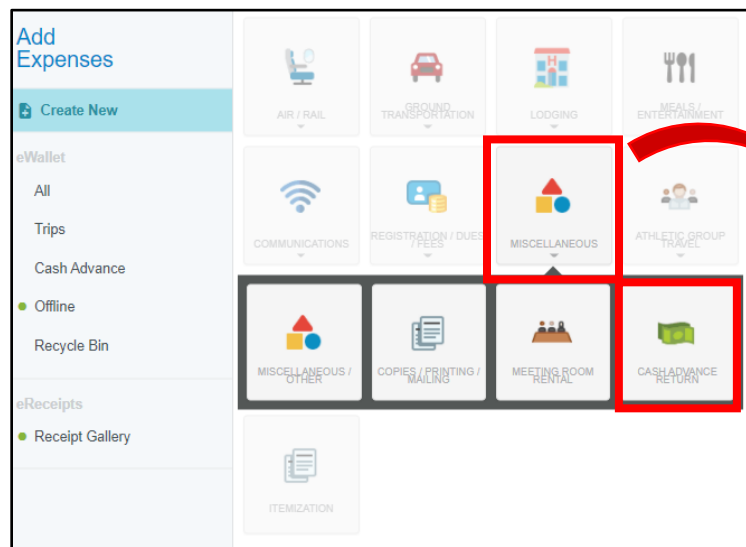 Add
Expenses
Create New
eWallet
All
Trips
Cash Advance
Offline
Recycle Bin
eReceipts
Receipt Gallery
AIR / RAIL
GROUND
TRANSPORTATION
LODGING
MEALS /
ENTERTAINMENT
COMMUNICATIONS
REGISTRATION / DUES
/ FEES
MISCELLANEOUS
ATHLETIC GROUP
TRAVEL
MISCELLANEOUS /
OTHER
COPIES / PRINTING /
MAILING
MEETING ROOM
RENTAL
CASH ADVANCE
RETURN
ITEMIZATION